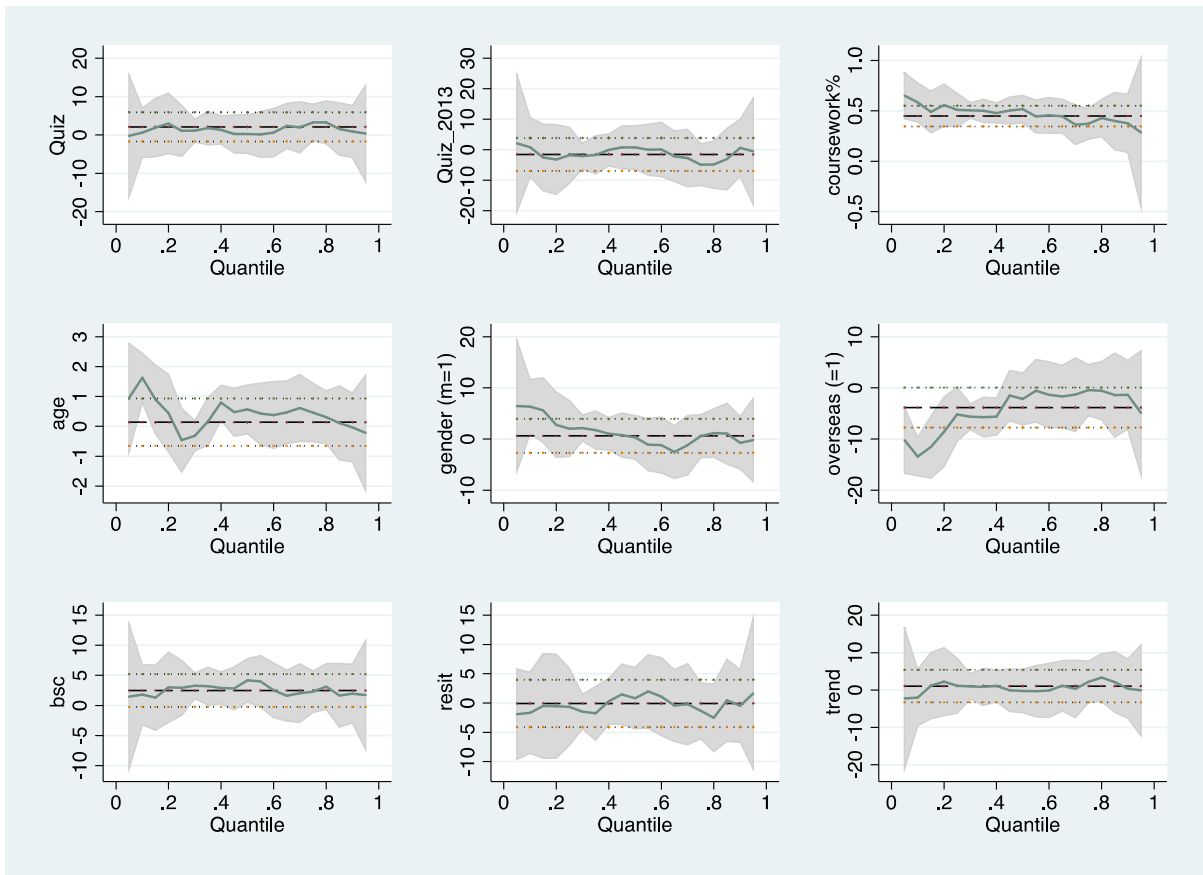 Quiz
20
10
0
-10
-20
0 .2 .4 .6 .8 1
Quantile
Quiz_2013
30
20
10
0
-10
-20
0 .2 .4 .6 .8 1
Quantile
coursework%
1.0
0.5
0.0
-0.5
0 .2 .4 .6 .8 1
Quantile
age
3
2
1
0
-1
-2
0 .2 .4 .6 .8 1
Quantile
gender (m=1)
20
10
0
-10
0 .2 .4 .6 .8 1
Quantile
overseas (=1)
10
0
-10
-20
0 .2 .4 .6 .8 1
Quantile
bsc
15
10
5
0
-5
-10
0 .2 .4 .6 .8 1
Quantile
resit
15
10
5
0
-5
-10
0 .2 .4 .6 .8 1
Quantile
trend
20
10
0
-10
-20
0 .2 .4 .6 .8 1
Quantile